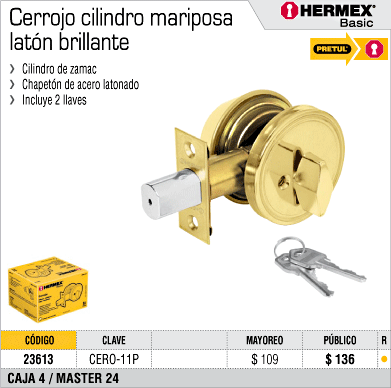 Cerrojo cilindro mariposa
latón brillante
HERMEX®
Basic
PRETUL®
› Cilindro de zamac
› Chapetón de acero latonado
› Incluye 2 llaves
HERMEX
CÓDIGO CLAVE MAYOREO PÚBLICO R
23613 CERO-11P $ 109 $ 136 ●
CAJA 4 / MASTER 24